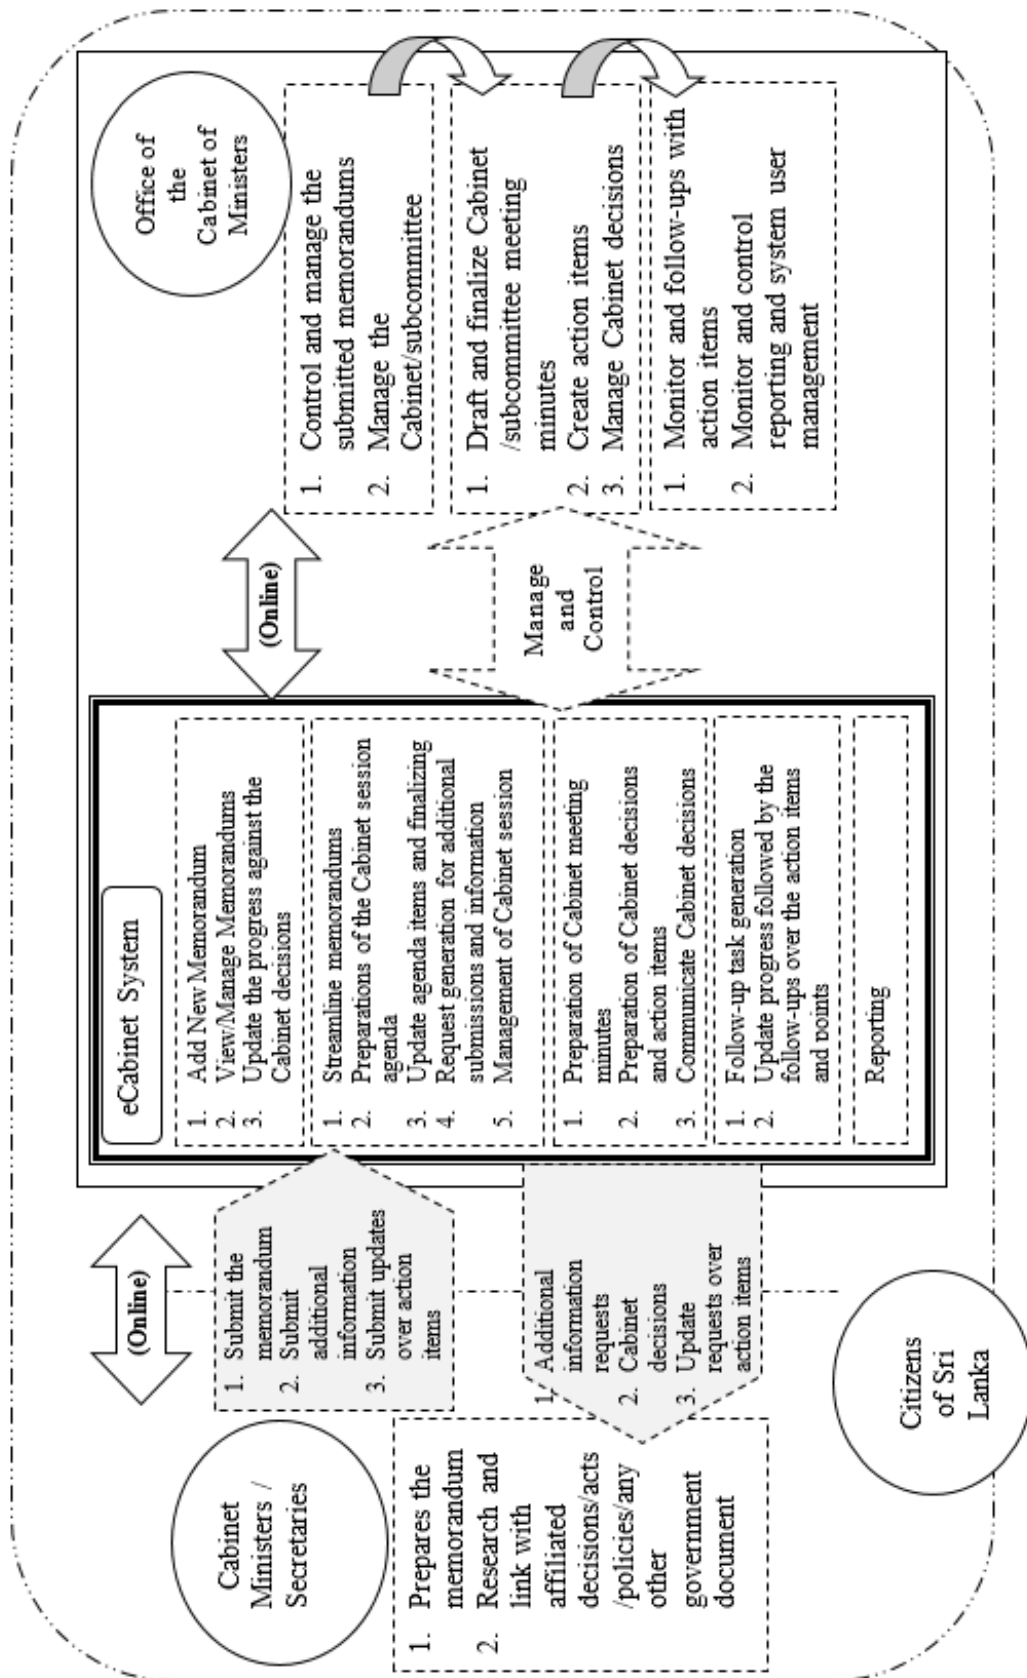 (Online)
Cabinet
Ministers /
Secretaries
1. Prepares the
memorandum
2. Research and
link with
affiliated
decisions/acts
/policies/any
other
government
document
1. Submit the
memorandum
2. Submit
additional
information
3. Submit updates
over action
items
1. Additional
information
requests
2. Cabinet
decisions
3. Update
requests over
action items
Citizens
of Sri
Lanka
eCabinet System
1. Add New Memorandum
2. View/Manage Memorandums
3. Update the progress against the
Cabinet decisions
1. Streamline memorandums
2. Preparations of the Cabinet session
agenda
3. Update agenda items and finalizing
4. Request generation for additional
submissions and information
5. Management of Cabinet session
1. Preparation of Cabinet meeting
minutes
2. Preparation of Cabinet decisions
and action items
3. Communicate Cabinet decisions
1. Follow-up task generation
2. Update progress followed by the
follow-ups over the action items
and points
Reporting
(Online)
Manage
and
Control
Office of
the
Cabinet of
Ministers
1. Control and manage the
submitted memorandums
2. Manage the
Cabinet/subcommittee
1. Draft and finalize Cabinet
/subcommittee meeting
minutes
2. Create action items
3. Manage Cabinet decisions
1. Monitor and follow-ups with
action items
2. Monitor and control
reporting and system user
management